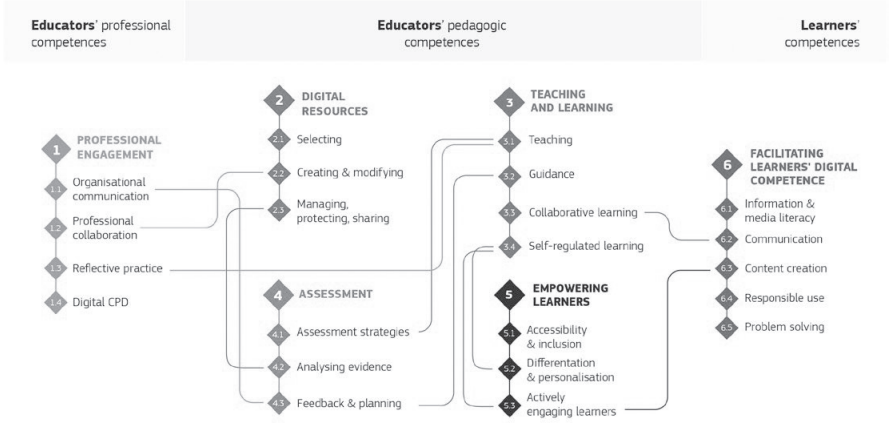 Educators' professional
competences
Educators' pedagogic
competences
Learners'
competences
1
PROFESSIONAL
ENGAGEMENT
1.1 Organisational
communication
1.2 Professional
collaboration
1.3 Reflective practice
1.4 Digital CPD
2
DIGITAL
RESOURCES
2.1 Selecting
2.2 Creating & modifying
2.3 Managing,
protecting, sharing
4 ASSESSMENT
4.1 Assessment strategies
4.2 Analysing evidence
4.3 Feedback & planning
3
TEACHING
AND LEARNING
3.1 Teaching
3.2 Guidance
3.3 Collaborative learning
3.4 Self-regulated learning
5
EMPOWERING
LEARNERS
5.1 Accessibility
& inclusion
5.2 Differentation
& personalisation
5.3 Actively
engaging learners
6
FACILITATING
LEARNERS' DIGITAL
COMPETENCE
6.1 Information &
media literacy
6.2 Communication
6.3 Content creation
6.4 Responsible use
6.5 Problem solving